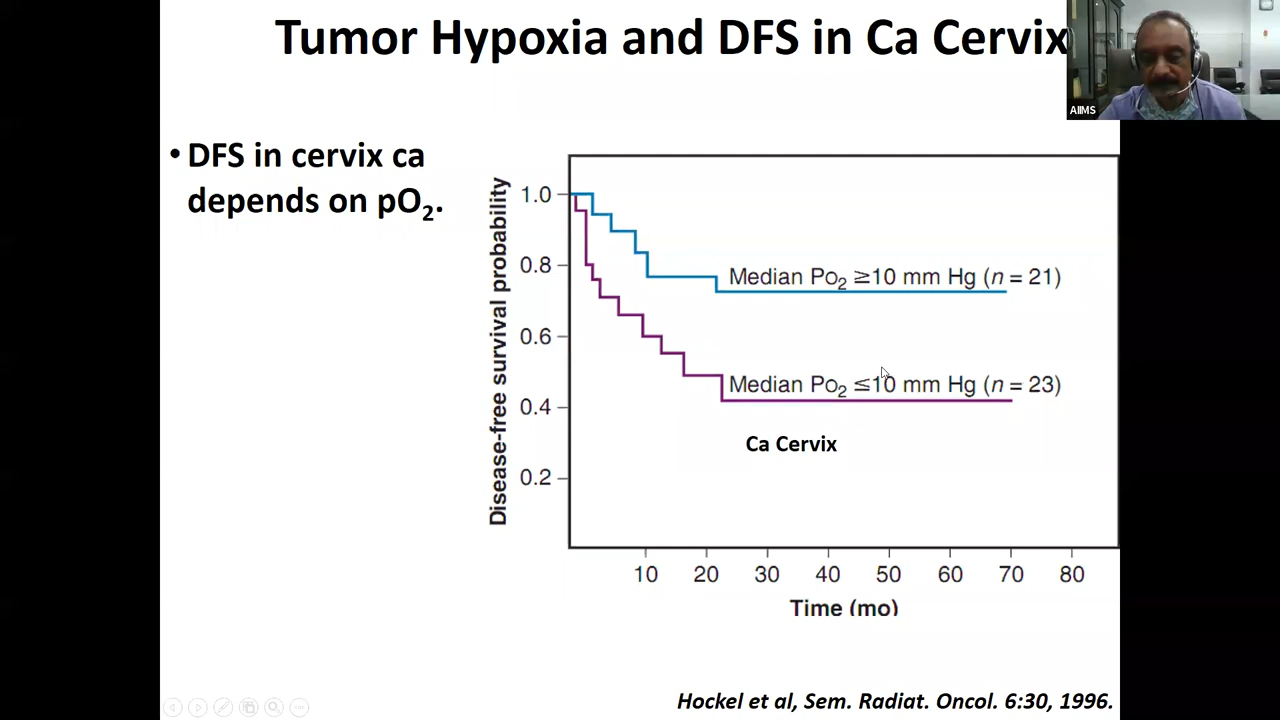 Tumor Hypoxia and DFS in Ca Cervix
AIIMS
• DFS in cervix ca
depends on pO₂.
Disease-free survival probability
1.0
0.8
0.6
0.4
0.2
Median Po₂ ≥10 mm Hg (n = 21)
Median Po₂ ≤10 mm Hg (n = 23)
Ca Cervix
10 20 30 40 50 60 70 80
Time (mo)
Hockel et al, Sem. Radiat. Oncol. 6:30, 1996.